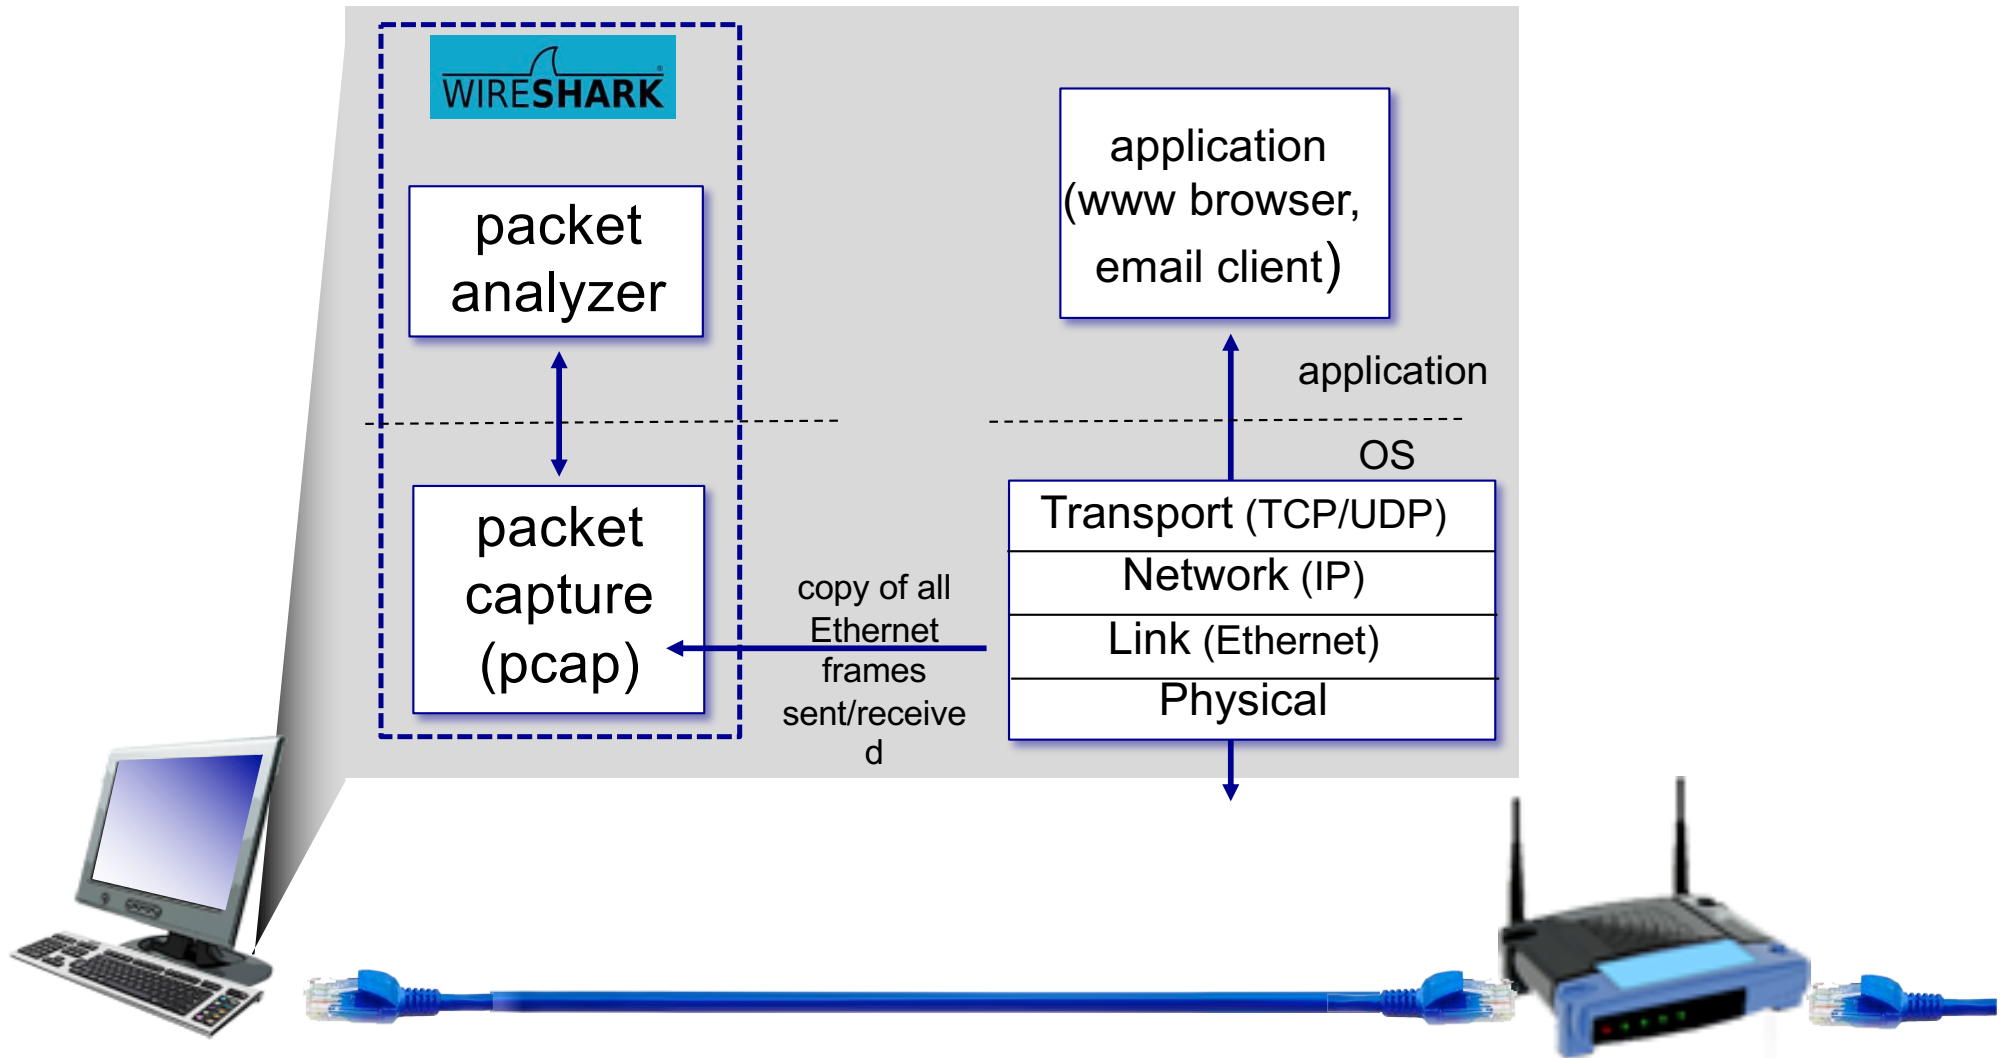 WIRESHARK
packet
analyzer
packet
capture
(pcap)
copy of all
Ethernet
frames
sent/receive
d
application
(www browser,
email client)
application
OS
Transport (TCP/UDP)
Network (IP)
Link (Ethernet)
Physical